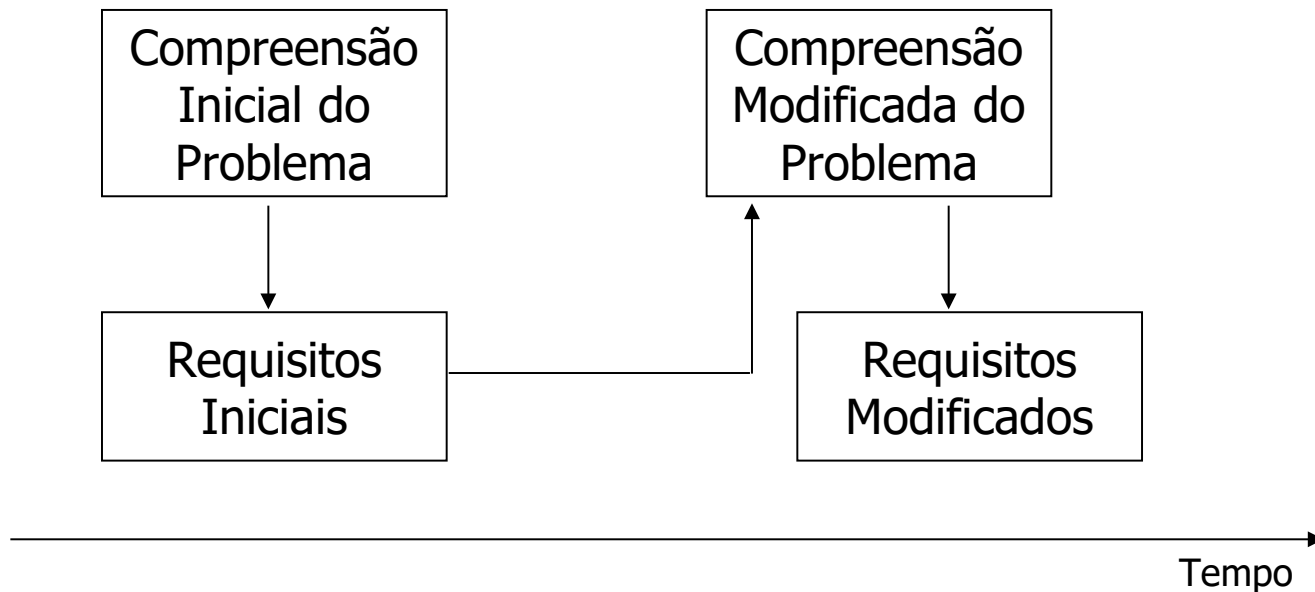 Compreensão
Inicial do
Problema
Compreensão
Modificada do
Problema
Requisitos
Iniciais
Requisitos
Modificados
Tempo